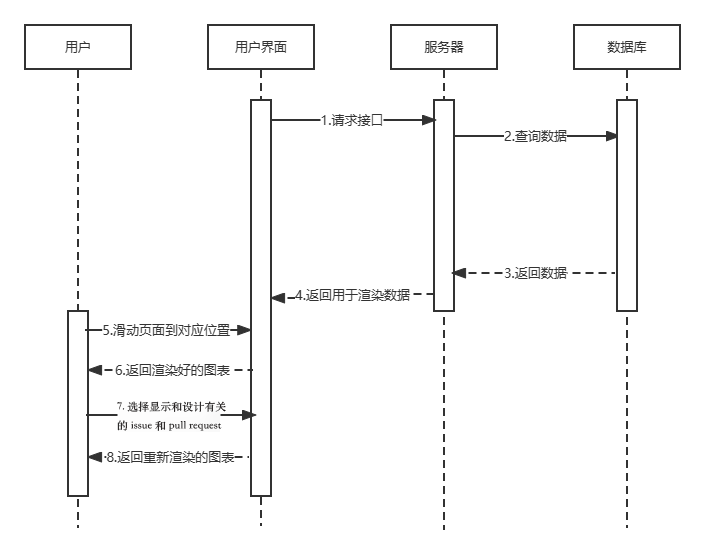 用户
用户界面
服务器
数据库
1.请求接口
2.查询数据
3.返回数据
4.返回用于渲染数据
5.滑动页面到对应位置
6.返回渲染好的图表
7. 选择显示和设计有关
的 issue 和 pull request
8.返回重新渲染的图表